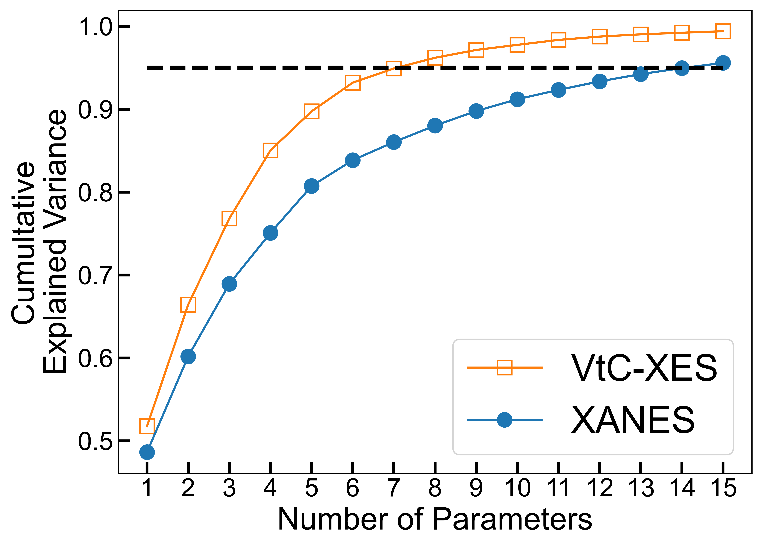 1.0
0.9
0.8
0.7
0.6
0.5
Cumultative
Explained Variance
VtC-XES
XANES
1 2 3 4 5 6 7 8 9 10 11 12 13 14 15
Number of Parameters